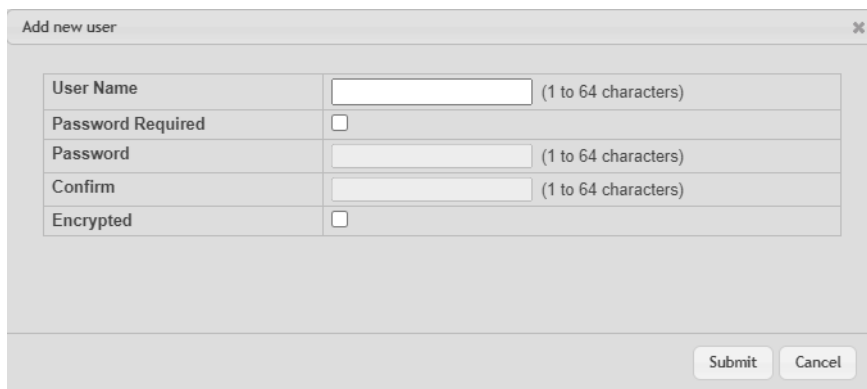 Add new user
User Name (1 to 64 characters)
Password Required
Password (1 to 64 characters)
Confirm (1 to 64 characters)
Encrypted
Submit Cancel